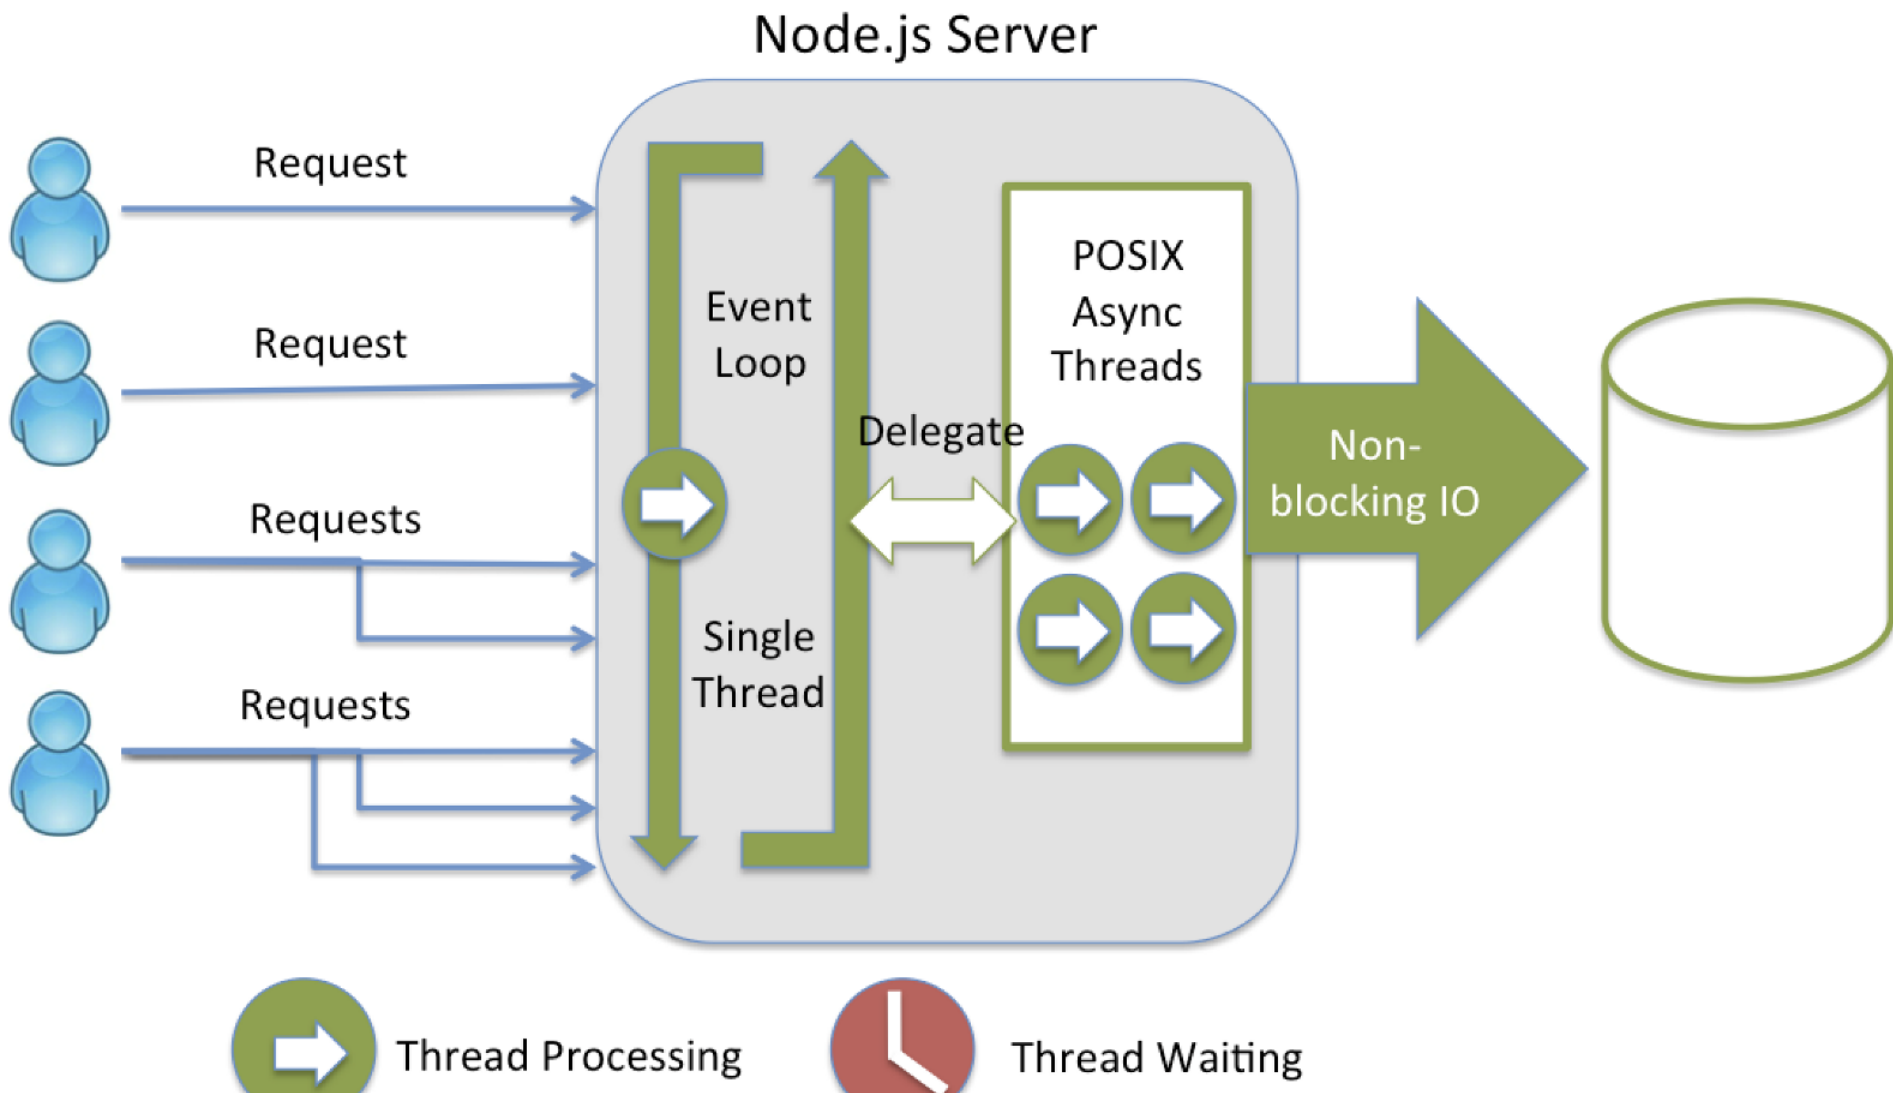 Node.js Server
Request
Request
Requests
Requests
Event
Loop
Single
Thread
Delegate
POSIX
Async
Threads
Non-
blocking IO
Thread Processing
Thread Waiting